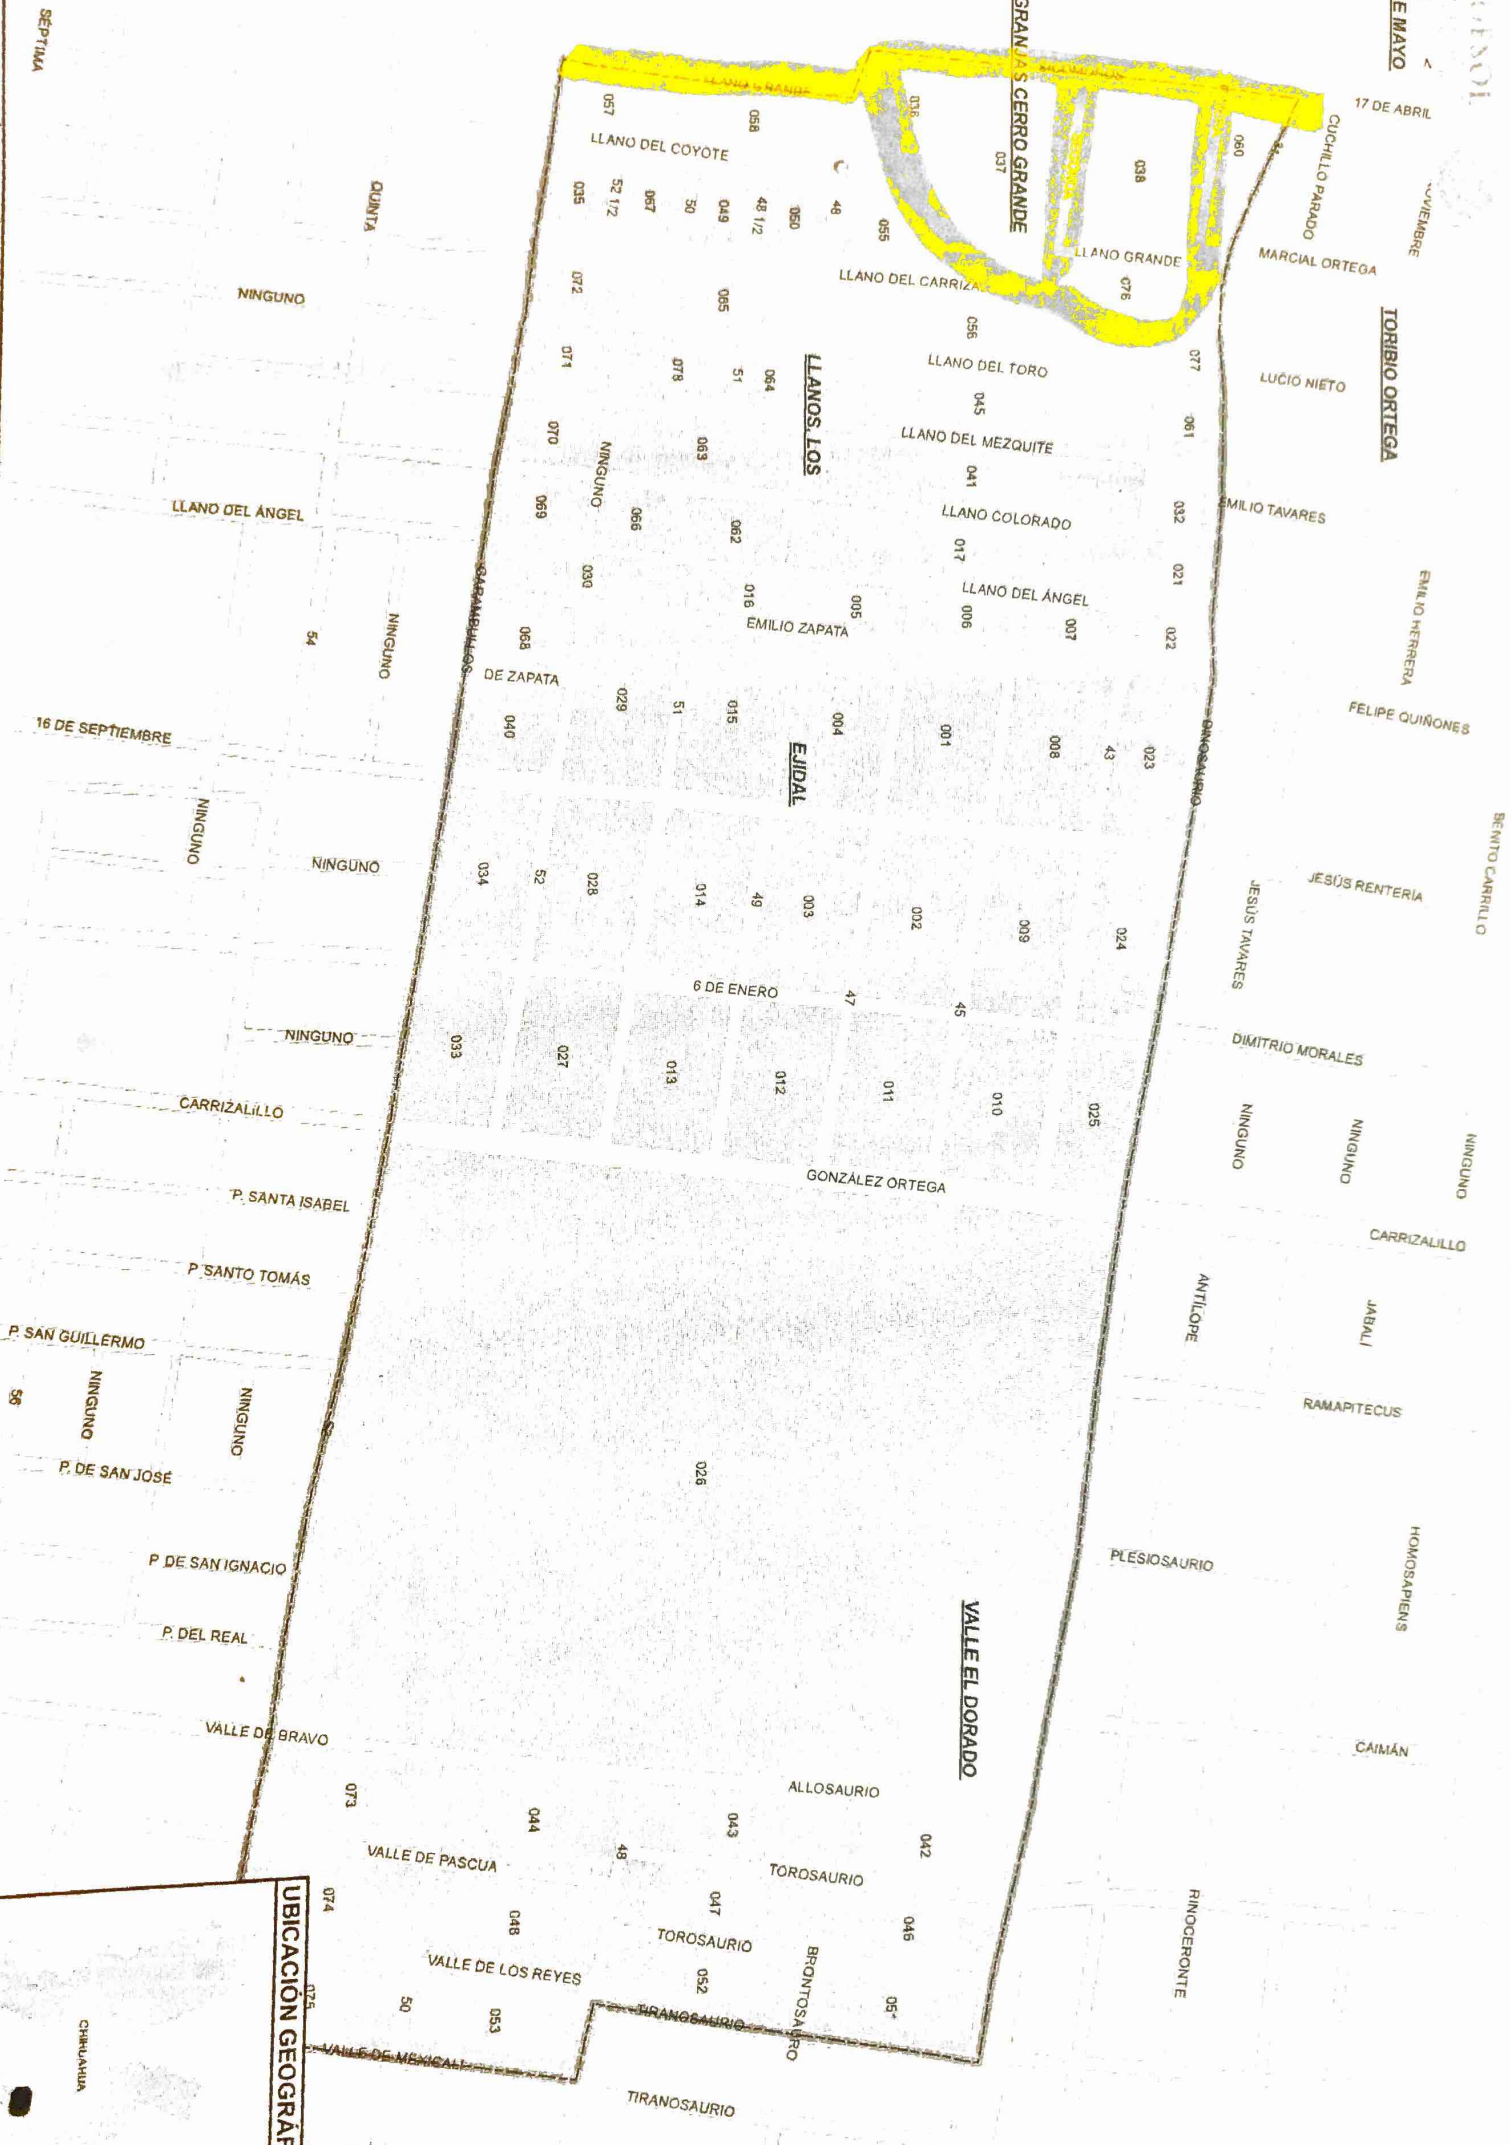 SÉPTIMA
E MAYO
17 DE ABRIL
CUCHILLO PARADO
MARCIAL ORTEGA
TORIBIO ORTEGA
GRANJAS CERRO GRANDE
LLANO GRANDE
036
037
038
060
057
058
LLANO DEL COYOTE
035
52 1/2
067
50
049
48 1/2
050
48
055
QUINTA
NINGUNO
LLANO GRANDE
076
LLANO DEL CARRIZA
072
065
056
077
LUCIO NIETO
071
078
51
064
LLANOS, LOS
LLANO DEL TORO
045
061
LLANO DEL MEZQUITE
070
NINGUNO
063
041
LLANO DEL ÁNGEL
069
066
062
LLANO COLORADO
032
EMILIO TAVARES
017
021
EMILIO HERRERA
030
016
005
LLANO DEL ÁNGEL
006
007
022
EMILIO ZAPATA
GARAMBULLOS
54
NINGUNO
068
DE ZAPATA
029
51
015
004
001
008
43
023
DINOSAURIO
FELIPE QUIÑONES
16 DE SEPTIEMBRE
040
EJIDAL
BENITO CARRILLO
NINGUNO
NINGUNO
034
52
028
014
49
003
002
009
024
JESÚS TAVARES
JESÚS RENTERÍA
6 DE ENERO
47
45
NINGUNO
033
027
013
012
011
010
025
DIMITRIO MORALES
NINGUNO
NINGUNO
NINGUNO
CARRIZALILLO
GONZÁLEZ ORTEGA
P. SANTA ISABEL
CARRIZALILLO
P. SANTO TOMÁS
ANTÍLOPE
JABALÍ
P. SAN GUILLERMO
56
NINGUNO
NINGUNO
52
RAMAPITECUS
P. DE SAN JOSÉ
026
P. DE SAN IGNACIO
PLESIOSAURIO
HOMOSAPIENS
P. DEL REAL
VALLE EL DORADO
VALLE DE BRAVO
CAIMÁN
ALLOSAURIO
073
044
48
043
042
VALLE DE PASCUA
TOROSAURIO
074
048
047
046
RINOCERONTE
TOROSAURIO
VALLE DE LOS REYES
052
BRONTOSAURO
075
50
053
TIRANOSAURIO
VALLE DE MEXICALI
TIRANOSAURIO
UBICACIÓN GEOGRÁF
CHIHUAHUA